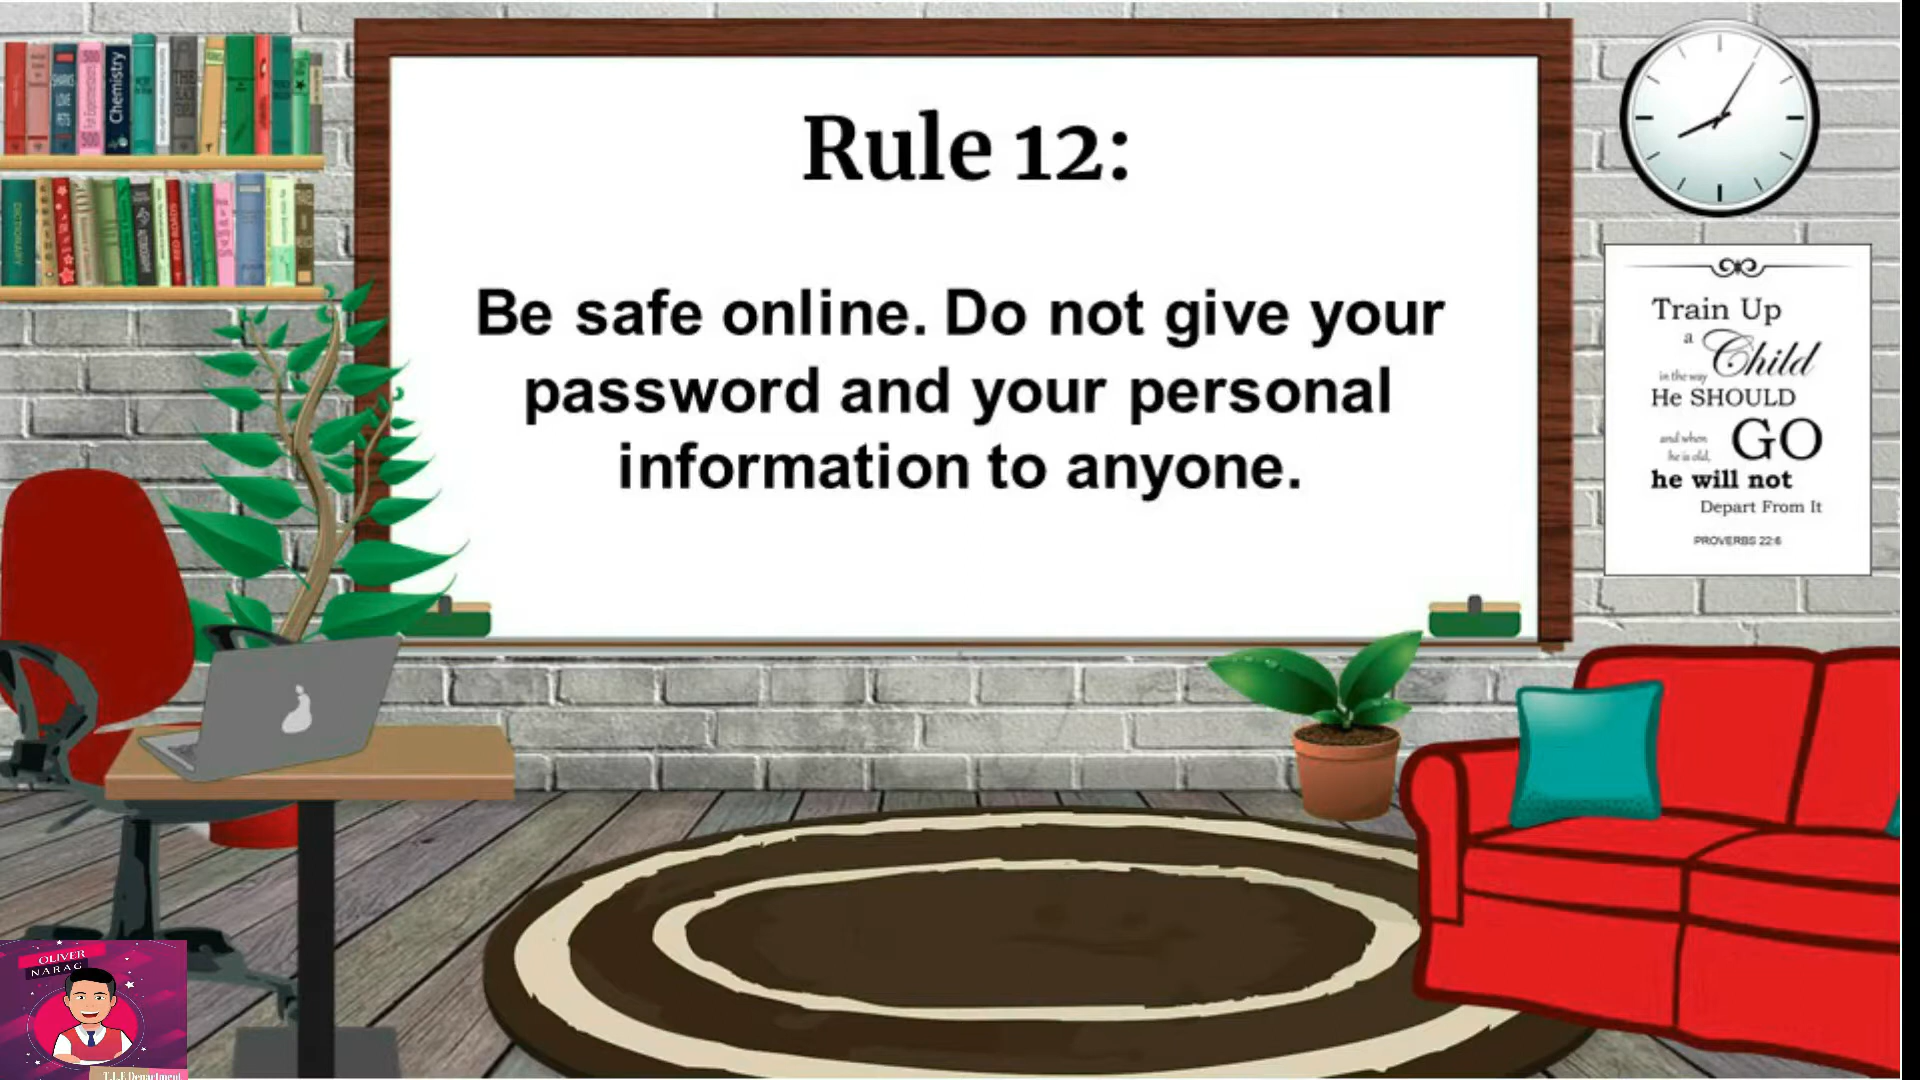 Rule 12:
Be safe online. Do not give your
password and your personal
information to anyone.
Train Up
a Child
in the way
He SHOULD
and when
he is old,
GO
he will not
Depart From It
PROVERBS 22:6
Chemistry
DICTIONARY
OLIVER
NARAG
T.L.E Department